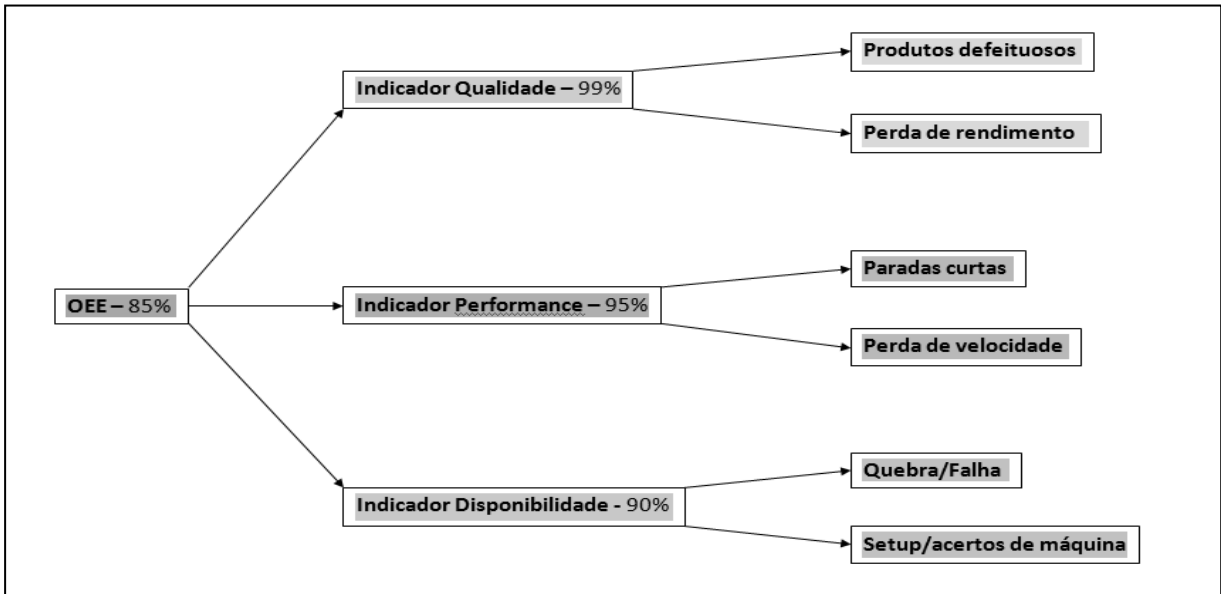 Produtos defeituosos
Indicador Qualidade – 99%
Perda de rendimento
Paradas curtas
OEE – 85%
Indicador Performance – 95%
Perda de velocidade
Quebra/Falha
Indicador Disponibilidade - 90%
Setup/acertos de máquina